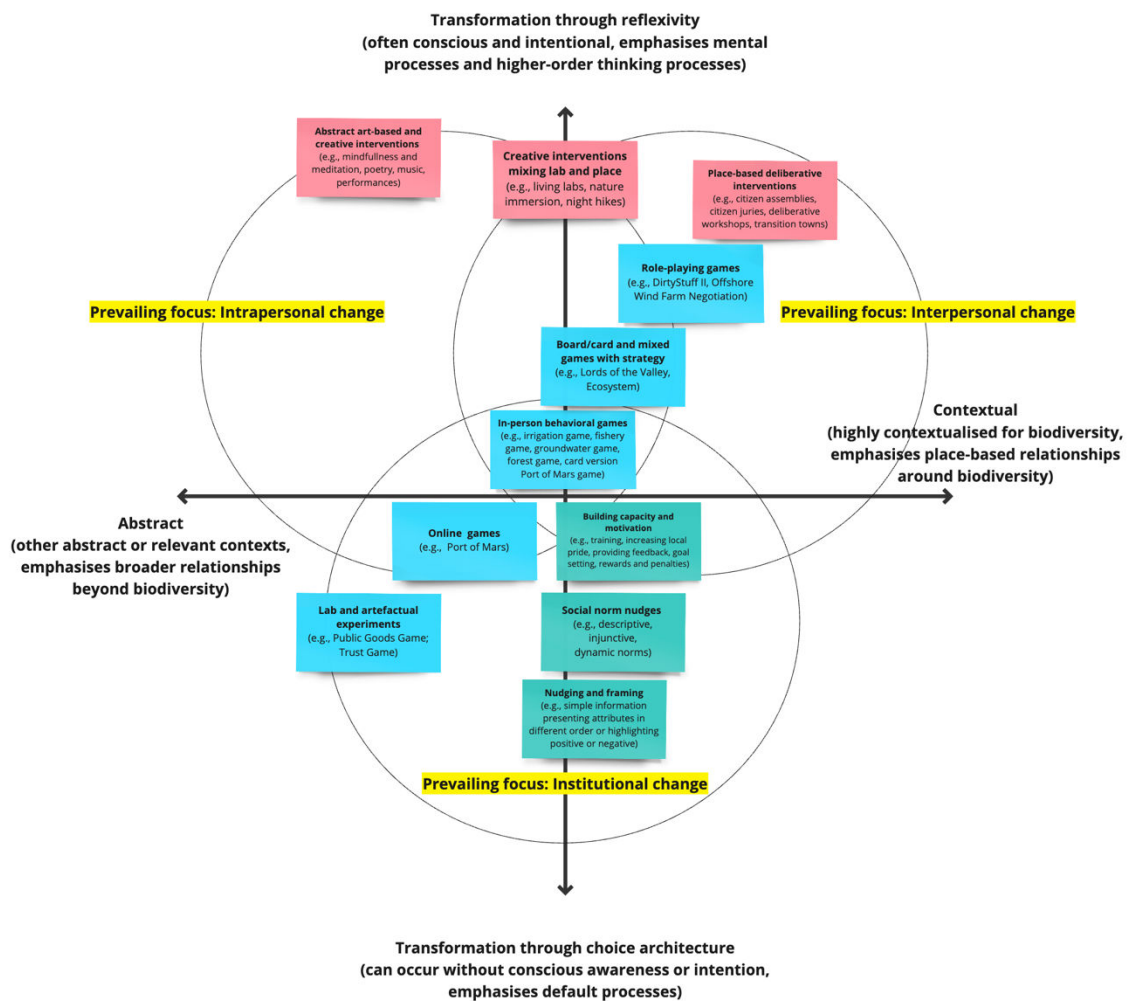 Transformation through reflexivity
(often conscious and intentional, emphasises mental
processes and higher-order thinking processes)
Abstract art-based and
creative interventions
(e.g., mindfullness and
meditation, poetry, music,
performances)
Creative interventions
mixing lab and place
(e.g., living labs, nature
immersion, night hikes)
Place-based deliberative
interventions
(e.g., citizen assemblies,
citizen juries, deliberative
workshops, transition towns)
Role-playing games
(e.g., DirtyStuff II, Offshore
Wind Farm Negotiation)
Prevailing focus: Intrapersonal change
Prevailing focus: Interpersonal change
Board/card and mixed
games with strategy
(e.g., Lords of the Valley,
Ecosystem)
In-person behavioral games
(e.g., irrigation game, fishery
game, groundwater game,
forest game, card version
Port of Mars game)
Contextual
(highly contextualised for biodiversity,
emphasises place-based relationships
around biodiversity)
Abstract
(other abstract or relevant contexts,
emphasises broader relationships
beyond biodiversity)
Online games
(e.g., Port of Mars)
Building capacity and
motivation
(e.g., training, increasing local
pride, providing feedback, goal
setting, rewards and penalties)
Lab and artefactual
experiments
(e.g., Public Goods Game;
Trust Game)
Social norm nudges
(e.g., descriptive,
injunctive,
dynamic norms)
Nudging and framing
(e.g., simple information
presenting attributes in
different order or highlighting
positive or negative)
Prevailing focus: Institutional change
Transformation through choice architecture
(can occur without conscious awareness or intention,
emphasises default processes)